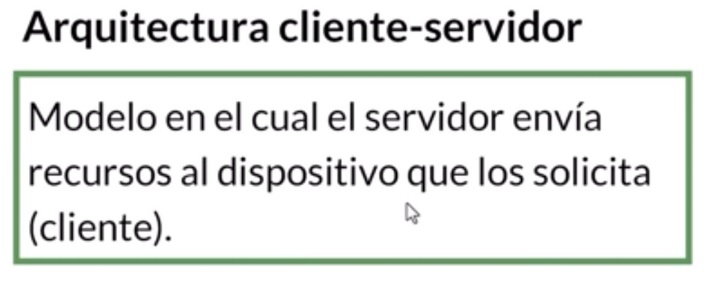 Arquitectura cliente-servidor
Modelo en el cual el servidor envía
recursos al dispositivo que los solicita
(cliente).